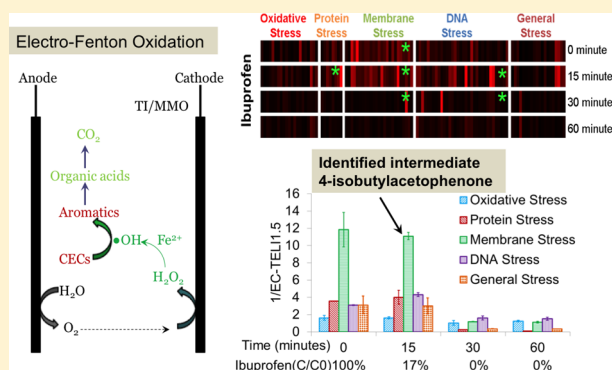 Electro-Fenton Oxidation
Anode
Cathode
TI/MMO
CO2
Organic acids
Aromatics
•OH
Fe2+
CECs
H2O2
H2O
O2
Oxidative Stress
Protein Stress
Membrane Stress
DNA Stress
General Stress
Ibuprofen
* 0 minute
* * * 15 minute
* * 30 minute
60 minute
Identified intermediate
4-isobutylacetophenone
1/EC-TELI1.5
16
14
12
10
8
6
4
2
0
Oxidative Stress
Protein Stress
Membrane Stress
DNA Stress
General Stress
Time (minutes) 0 15 30 60
Ibuprofen(C/C0)100% 17% 0% 0%